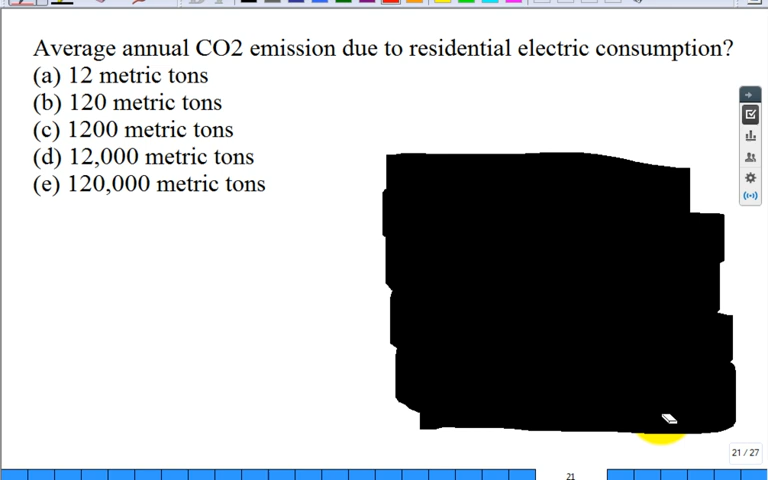 Average annual CO2 emission due to residential electric consumption?
(a) 12 metric tons
(b) 120 metric tons
(c) 1200 metric tons
(d) 12,000 metric tons
(e) 120,000 metric tons
21 / 27
21